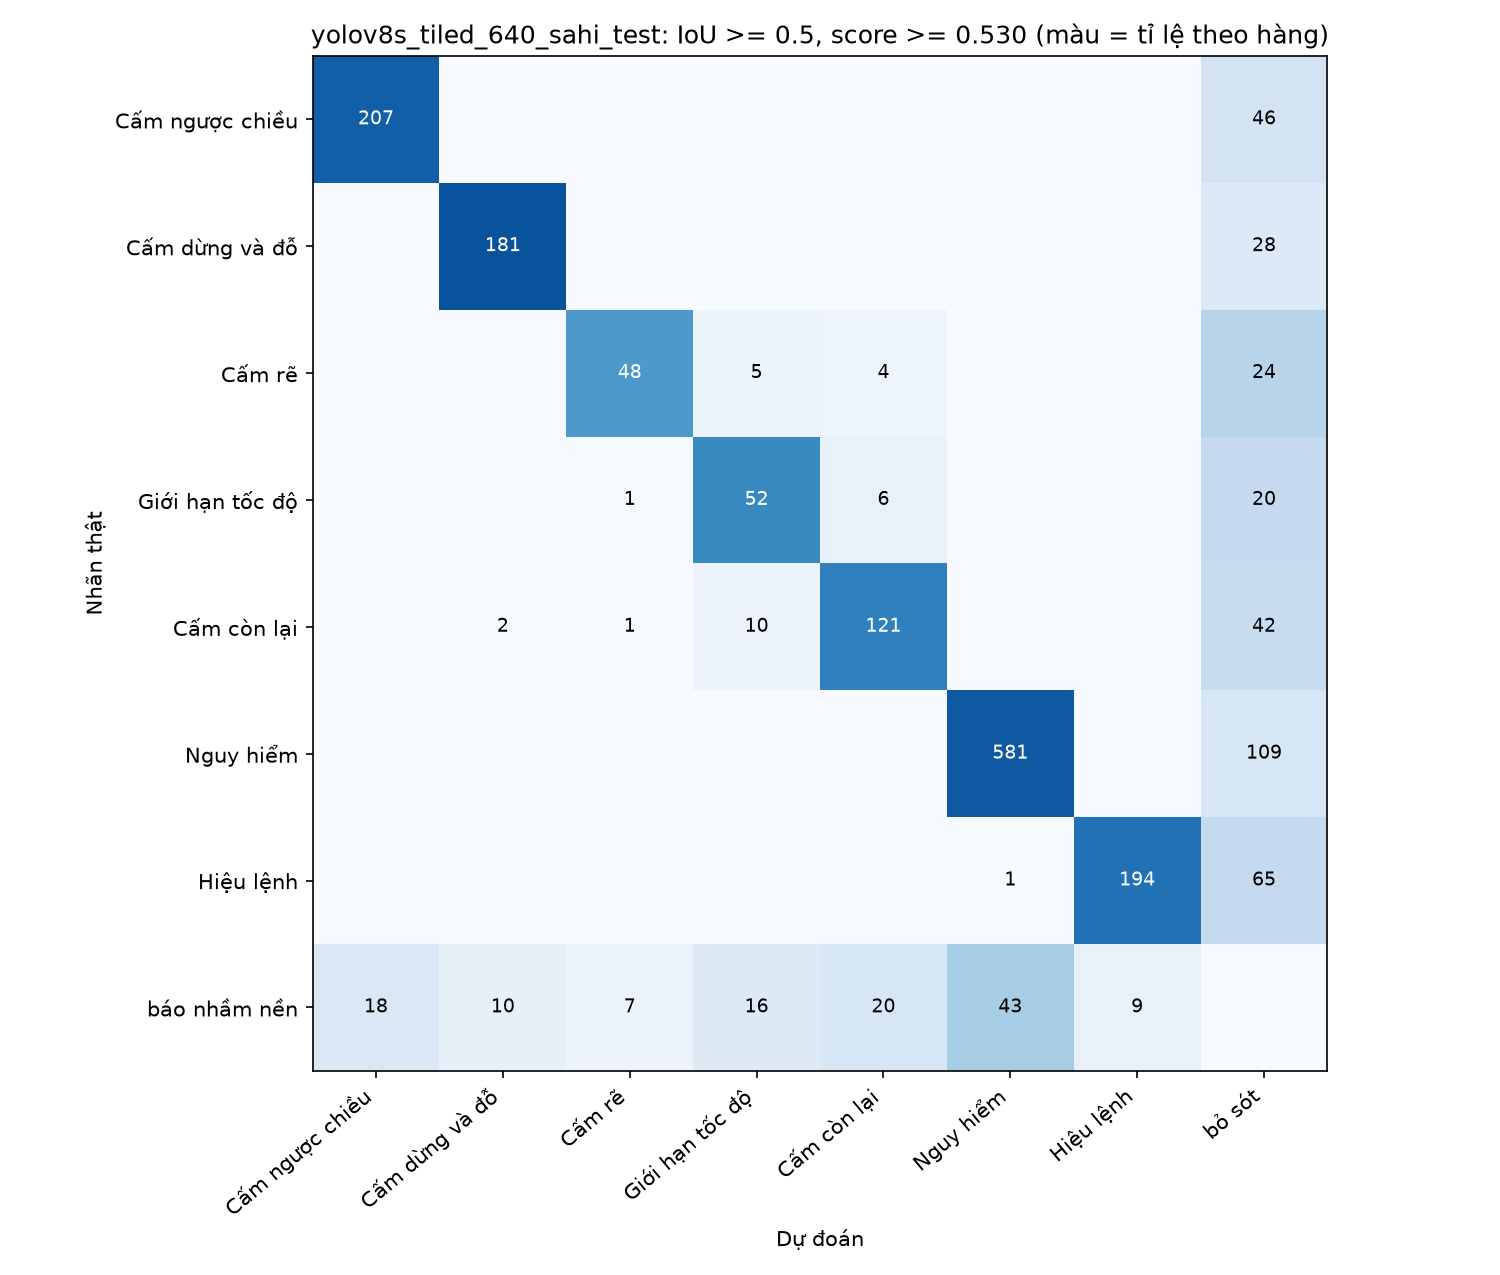 yolov8s_tiled_640_sahi_test: IoU >= 0.5, score >= 0.530 (màu = tỉ lệ theo hàng)
Nhãn thật
Cấm ngược chiều 207 46
Cấm dừng và đỗ 181 28
Cấm rẽ 48 5 4 24
Giới hạn tốc độ 1 52 6 20
Cấm còn lại 2 1 10 121 42
Nguy hiểm 581 109
Hiệu lệnh 1 194 65
báo nhầm nền 18 10 7 16 20 43 9
Cấm ngược chiều
Cấm dừng và đỗ
Cấm rẽ
Giới hạn tốc độ
Cấm còn lại
Nguy hiểm
Hiệu lệnh
bỏ sót
Dự đoán